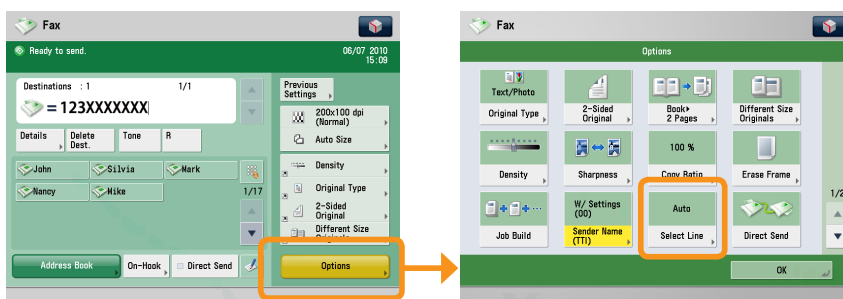 Fax
Ready to send.
06/07 2010
15:09
Destinations : 1
1/1
= 123XXXXXXX
Details
Delete
Dest.
Tone
R
John
Silvia
Mark
Nancy
Mike
1/17
Address Book
On-Hook
Direct Send
Previous
Settings
200x100 dpi
(Normal)
Auto Size
Density
Original Type
2-Sided
Original
Different Size
Originals
Options
Fax
Options
Text/Photo
Original Type
2-Sided
Original
Book▸
2 Pages
Different Size
Originals
Density
Sharpness
100 %
Copy Ratio
Erase Frame
1/2
Job Build
W/ Settings
(00)
Sender Name
(TTI)
Auto
Select Line
Direct Send
OK